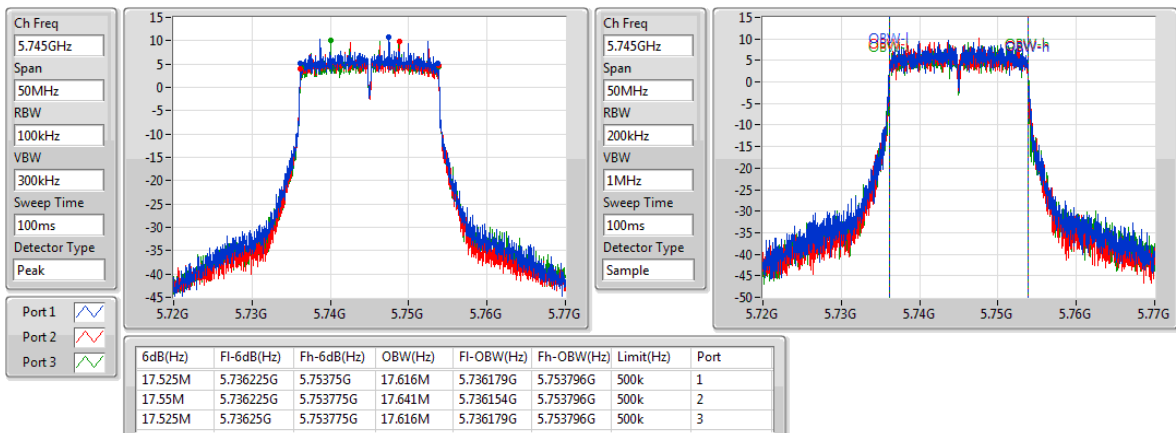 Ch Freq
5.745GHz
Span
50MHz
RBW
100kHz
VBW
300kHz
Sweep Time
100ms
Detector Type
Peak
Port 1
Port 2
Port 3
15
10
5
0
-5
-10
-15
-20
-25
-30
-35
-40
-45
5.72G 5.73G 5.74G 5.75G 5.76G 5.77G
Ch Freq
5.745GHz
Span
50MHz
RBW
200kHz
VBW
1MHz
Sweep Time
100ms
Detector Type
Sample
15
10
5
0
-5
-10
-15
-20
-25
-30
-35
-40
-45
-50
OBW-l OBW-h
5.72G 5.73G 5.74G 5.75G 5.76G 5.77G
6dB(Hz) Fl-6dB(Hz) Fh-6dB(Hz) OBW(Hz) Fl-OBW(Hz) Fh-OBW(Hz) Limit(Hz) Port
17.525M 5.736225G 5.75375G 17.616M 5.736179G 5.753796G 500k 1
17.55M 5.736225G 5.753775G 17.641M 5.736154G 5.753796G 500k 2
17.525M 5.73625G 5.753775G 17.616M 5.736179G 5.753796G 500k 3